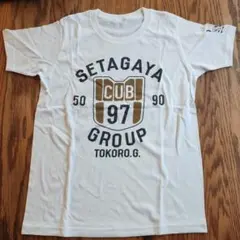 SETAGAYA
50 CUB 90
97
GROUP
TOKORO.G.